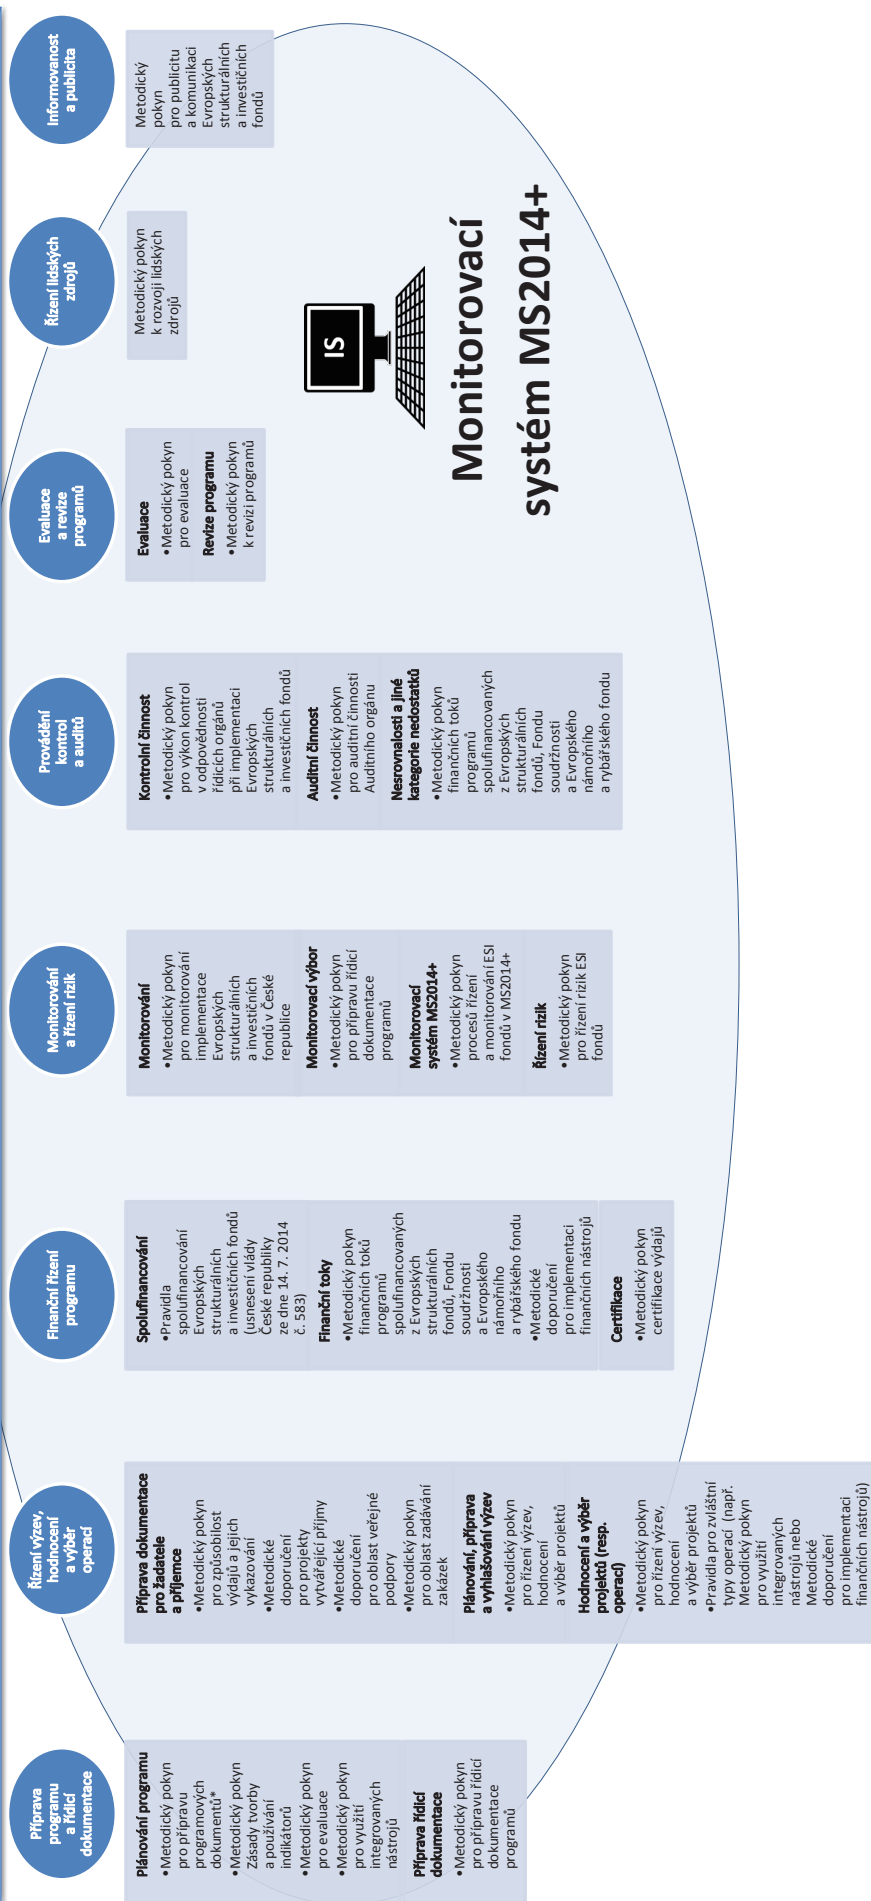 Příprava
programu
a řídicí
dokumentace
Plánování programu
•Metodický pokyn
pro přípravu
programových
dokumentů*
•Metodický pokyn
Zásady tvorby
a používání
indikátorů
•Metodický pokyn
pro evaluace
•Metodický pokyn
pro využití
integrovaných
nástrojů
Příprava řídicí
dokumentace
•Metodický pokyn
pro přípravu řídicí
dokumentace
programů
Řízení výzev,
hodnocení
a výběr
operací
Příprava dokumentace
pro žadatele
a příjemce
•Metodický pokyn
pro způsobilost
výdajů a jejich
vykazování
•Metodické
doporučení
pro projekty
vytvářející příjmy
•Metodické
doporučení
pro oblast veřejné
podpory
•Metodický pokyn
pro oblast zadávání
zakázek
Plánování, příprava
a vyhlašování výzev
•Metodický pokyn
pro řízení výzev,
hodnocení
a výběr projektů
Hodnocení a výběr
projektů (resp.
operací)
•Metodický pokyn
pro řízení výzev,
hodnocení
a výběr projektů
•Pravidla pro zvláštní
typy operací (např.
Metodický pokyn
pro využití
integrovaných
nástrojů nebo
Metodické
doporučení
pro implementaci
finančních nástrojů)
Finanční řízení
programu
Spolufinancování
•Pravidla
spolufinancování
Evropských
strukturálních
a investičních fondů
(usnesení vlády
České republiky
ze dne 14. 7. 2014
č. 583)
Finanční toky
•Metodický pokyn
finančních toků
programů
spolufinancovaných
z Evropských
strukturálních
fondů, Fondu
soudržnosti
a Evropského
námořního
a rybářského fondu
•Metodické
doporučení
pro implementaci
finančních nástrojů
Certifikace
•Metodický pokyn
certifikace výdajů
Monitorování
a řízení rizik
Monitorování
•Metodický pokyn
pro monitorování
implementace
Evropských
strukturálních
a investičních
fondů v České
republice
Monitorovací výbor
•Metodický pokyn
pro přípravu řídicí
dokumentace
programů
Monitorovací
systém MS2014+
•Metodický pokyn
procesů řízení
a monitorování ESI
fondů v MS2014+
Řízení rizik
•Metodický pokyn
pro řízení rizik ESI
fondů
Provádění
kontrol
a auditů
Kontrolní činnost
•Metodický pokyn
pro výkon kontrol
v odpovědnosti
řídicích orgánů
při implementaci
Evropských
strukturálních
a investičních fondů
Auditní činnost
•Metodický pokyn
pro auditní činnosti
Auditního orgánu
Nesrovnalosti a jiné
kategorie nedostatků
•Metodický pokyn
finančních toků
programů
spolufinancovaných
z Evropských
strukturálních
fondů, Fondu
soudržnosti
a Evropského
námořního
a rybářského fondu
Evaluace
a revize
programů
Evaluace
•Metodický pokyn
pro evaluace
Revize programu
•Metodický pokyn
k revizi programů
Řízení lidských
zdrojů
Metodický pokyn
k rozvoji lidských
zdrojů
Informovanost
a publicita
Metodický
pokyn
pro publicitu
a komunikaci
Evropských
strukturálních
a investičních
fondů
IS
Monitorovací
systém MS2014+